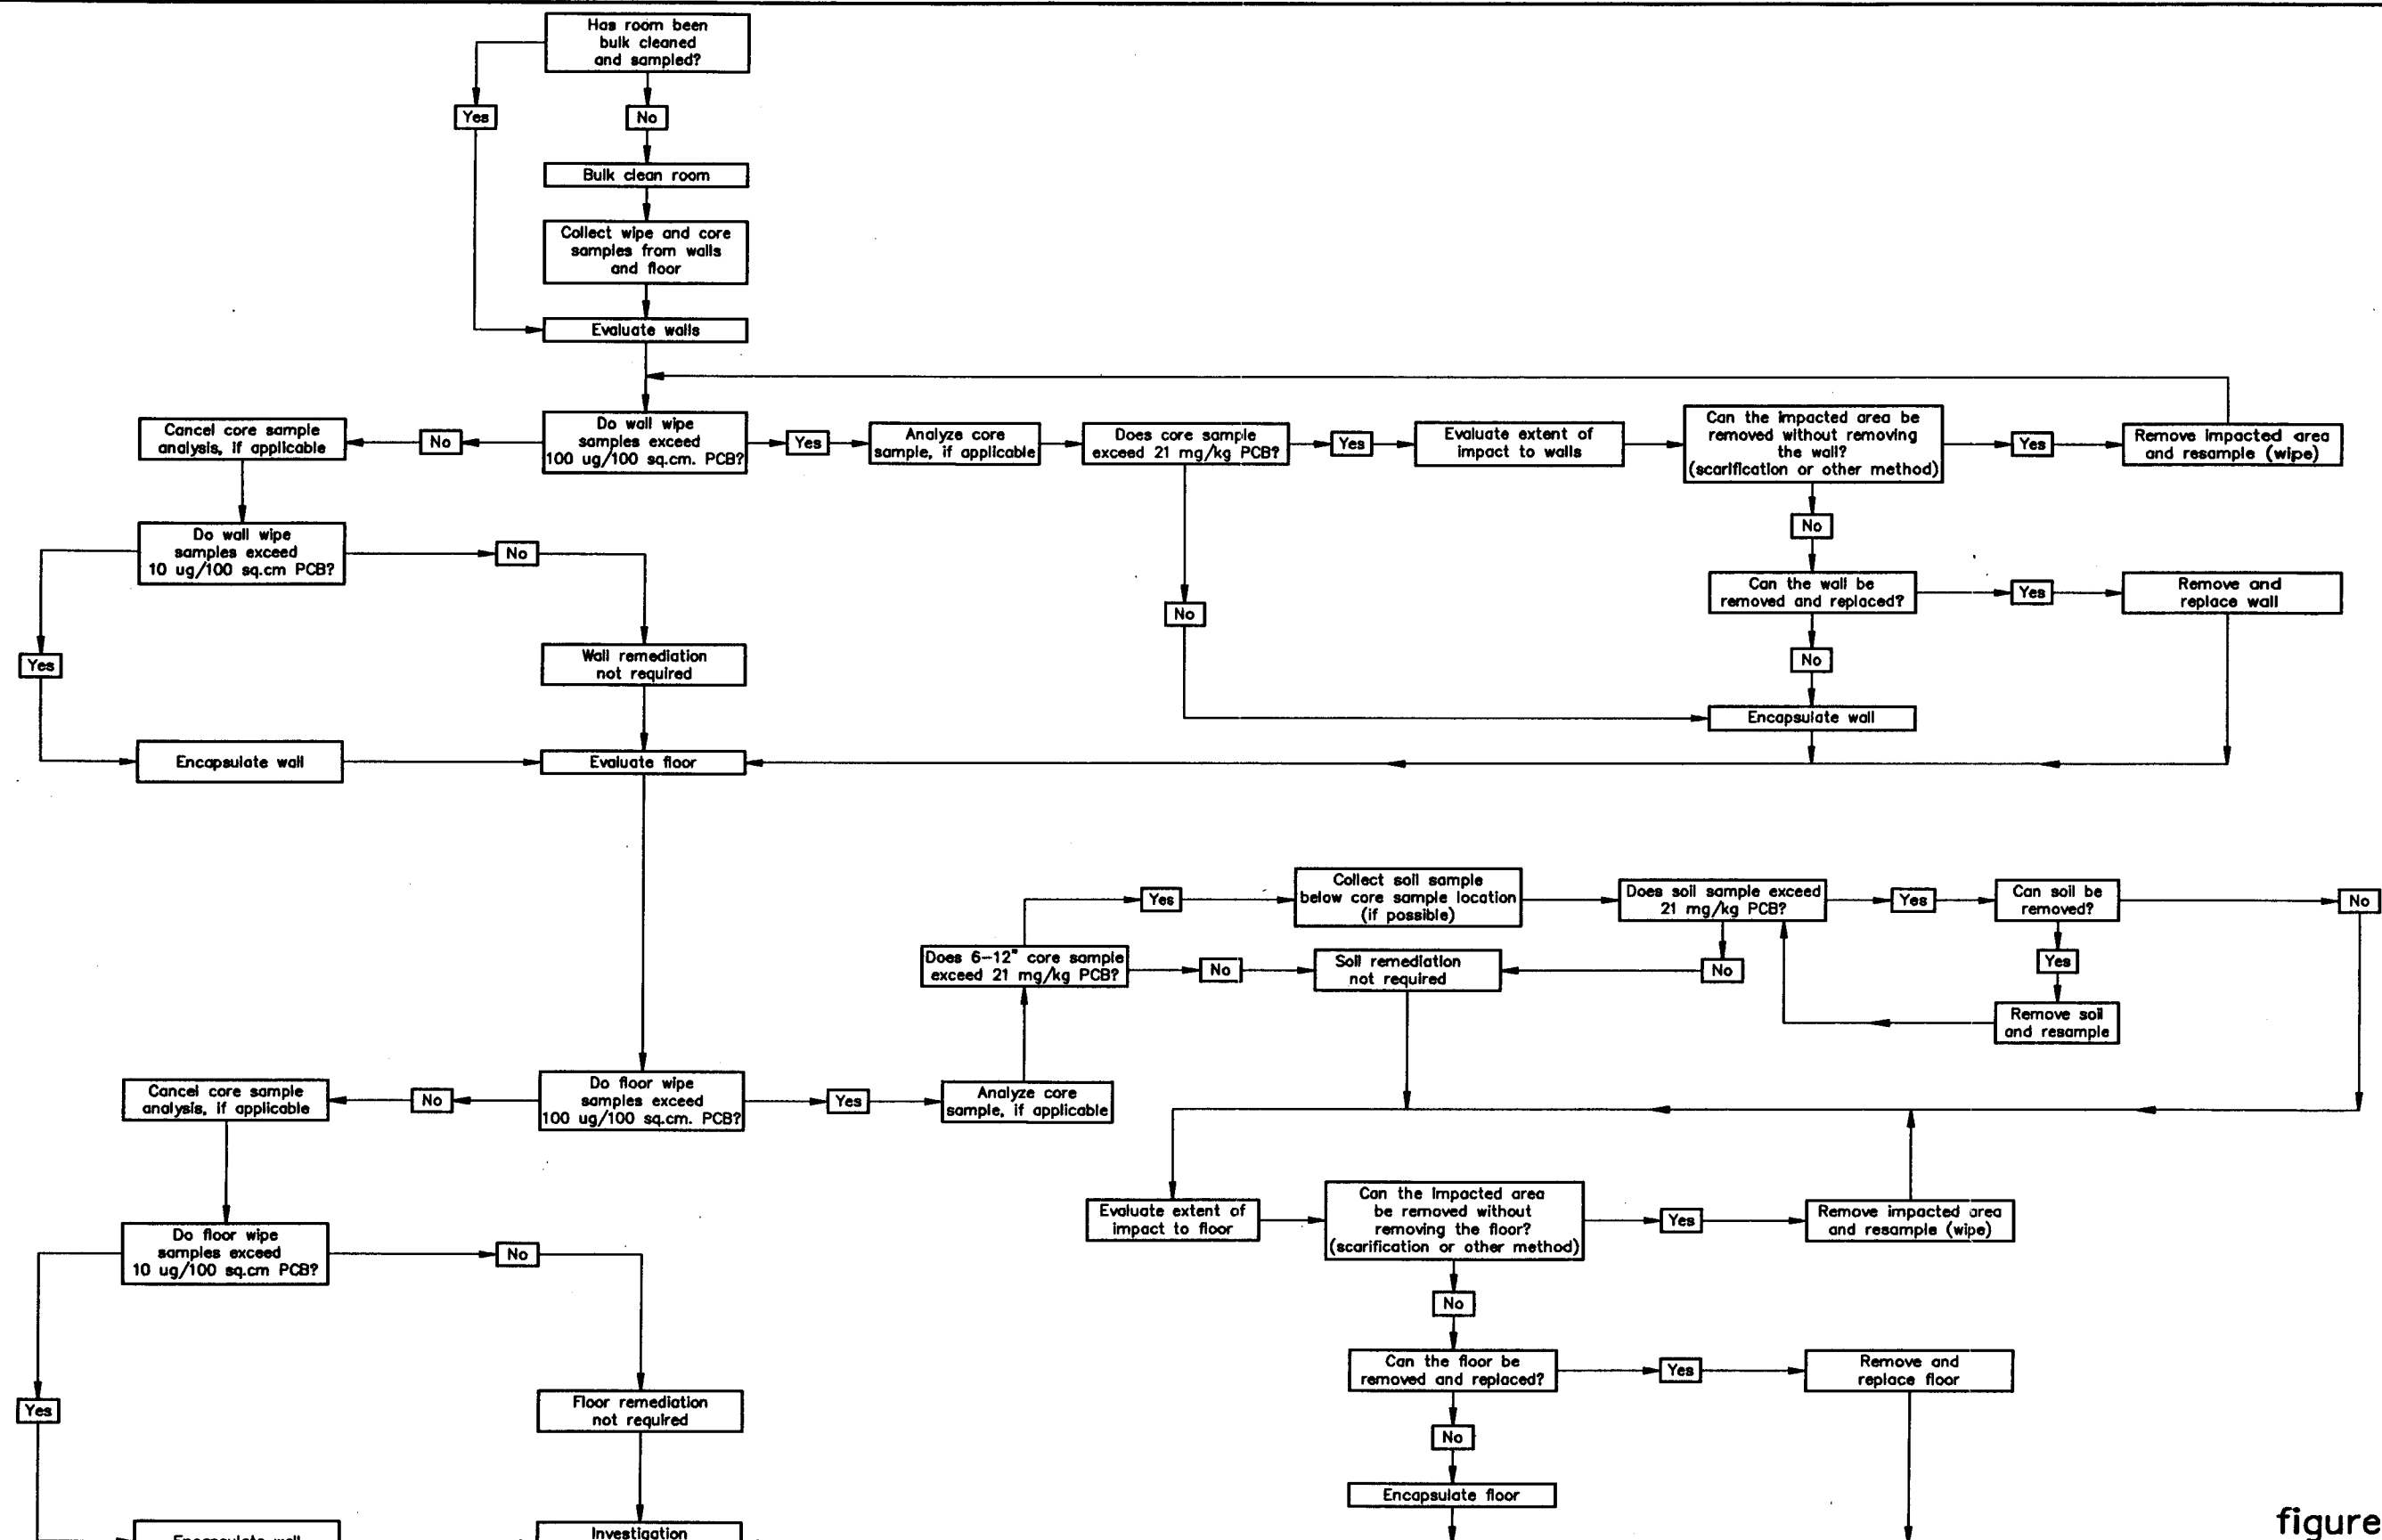 Has room been
bulk cleaned
and sampled?
Yes
No
Bulk clean room
Collect wipe and core
samples from walls
and floor
Evaluate walls
Cancel core sample
analysis, if applicable
No
Do wall wipe
samples exceed
100 ug/100 sq.cm. PCB?
Yes
Analyze core
sample, if applicable
Does core sample
exceed 21 mg/kg PCB?
Yes
Evaluate extent of
impact to walls
Can the impacted area be
removed without removing
the wall?
(scarification or other method)
Yes
Remove impacted area
and resample (wipe)
No
Do wall wipe
samples exceed
10 ug/100 sq.cm PCB?
No
Can the wall be
removed and replaced?
Yes
Remove and
replace wall
No
Yes
Wall remediation
not required
No
Encapsulate wall
Encapsulate wall
Evaluate floor
Yes
Collect soil sample
below core sample location
(if possible)
Does soil sample exceed
21 mg/kg PCB?
Yes
Can soil be
removed?
No
Does 6-12" core sample
exceed 21 mg/kg PCB?
No
Soil remediation
not required
No
Yes
Remove soil
and resample
Cancel core sample
analysis, if applicable
No
Do floor wipe
samples exceed
100 ug/100 sq.cm. PCB?
Yes
Analyze core
sample, if applicable
Evaluate extent of
impact to floor
Can the impacted area
be removed without
removing the floor?
(scarification or other method)
Yes
Remove impacted area
and resample (wipe)
Do floor wipe
samples exceed
10 ug/100 sq.cm PCB?
No
No
Can the floor be
removed and replaced?
Yes
Remove and
replace floor
Yes
Floor remediation
not required
No
Encapsulate floor
Encapsulate wall
Investigation
figure